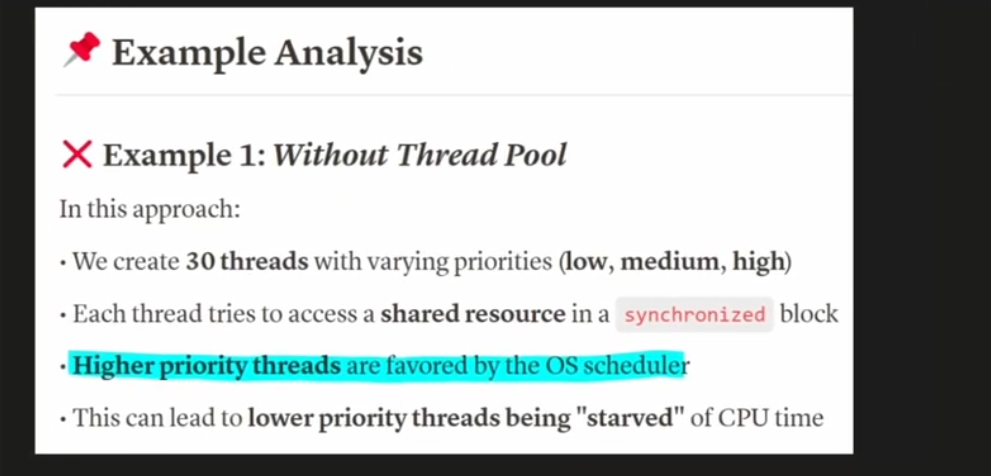 📌 Example Analysis
❌ Example 1: Without Thread Pool
In this approach:
· We create 30 threads with varying priorities (low, medium, high)
· Each thread tries to access a shared resource in a synchronized block
· Higher priority threads are favored by the OS scheduler
· This can lead to lower priority threads being "starved" of CPU time